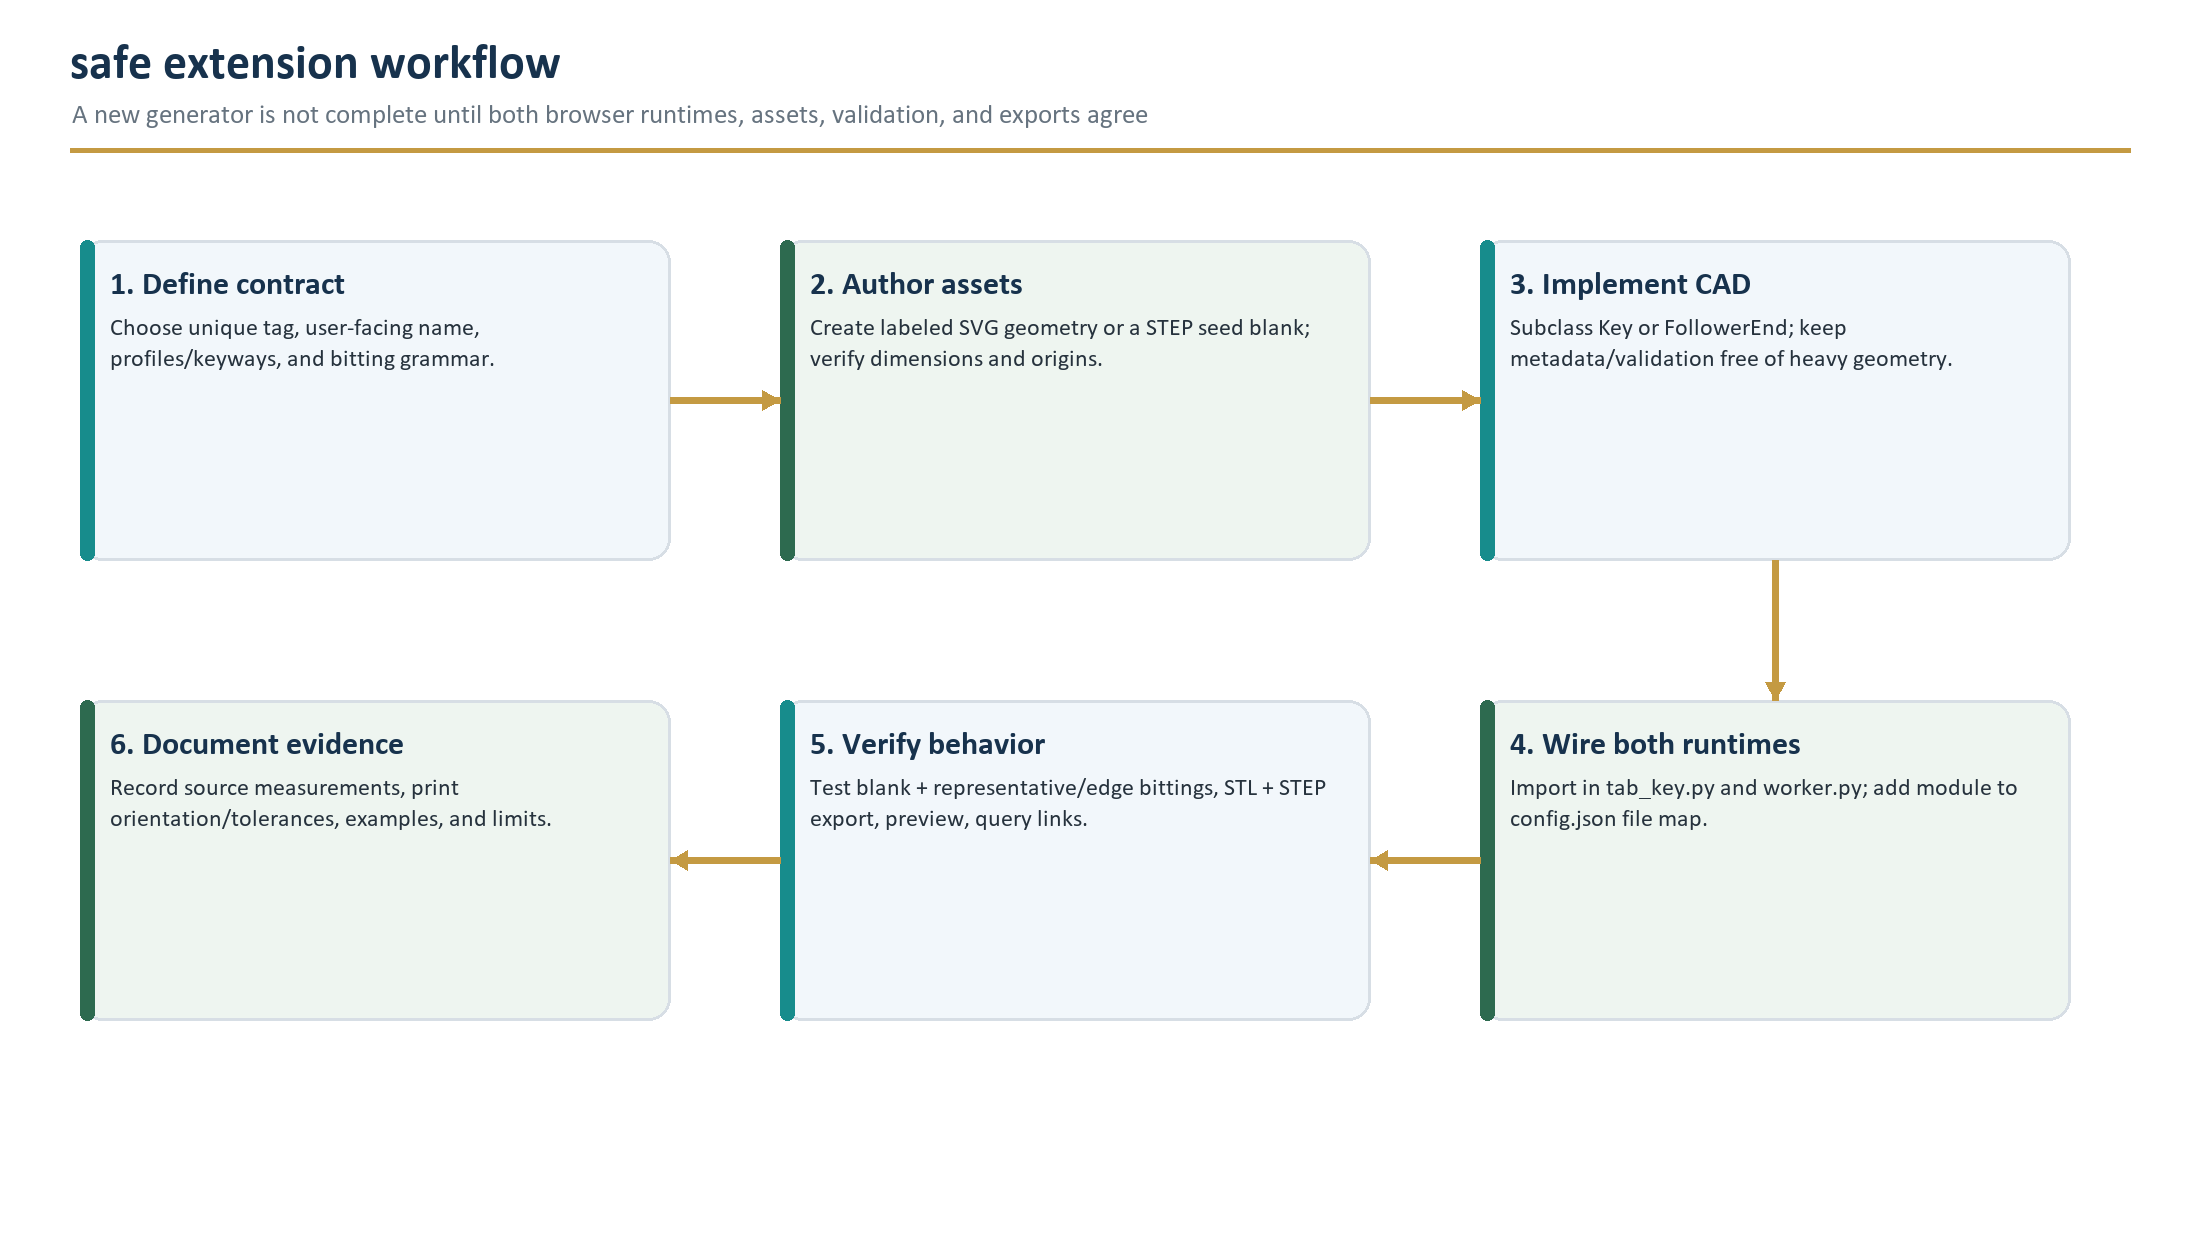 safe extension workflow
A new generator is not complete until both browser runtimes, assets, validation, and exports agree
1. Define contract
Choose unique tag, user-facing name,
profiles/keyways, and bitting grammar.
2. Author assets
Create labeled SVG geometry or a STEP seed blank;
verify dimensions and origins.
3. Implement CAD
Subclass Key or FollowerEnd; keep
metadata/validation free of heavy geometry.
4. Wire both runtimes
Import in tab_key.py and worker.py; add module to
config.json file map.
5. Verify behavior
Test blank + representative/edge bittings, STL + STEP
export, preview, query links.
6. Document evidence
Record source measurements, print
orientation/tolerances, examples, and limits.